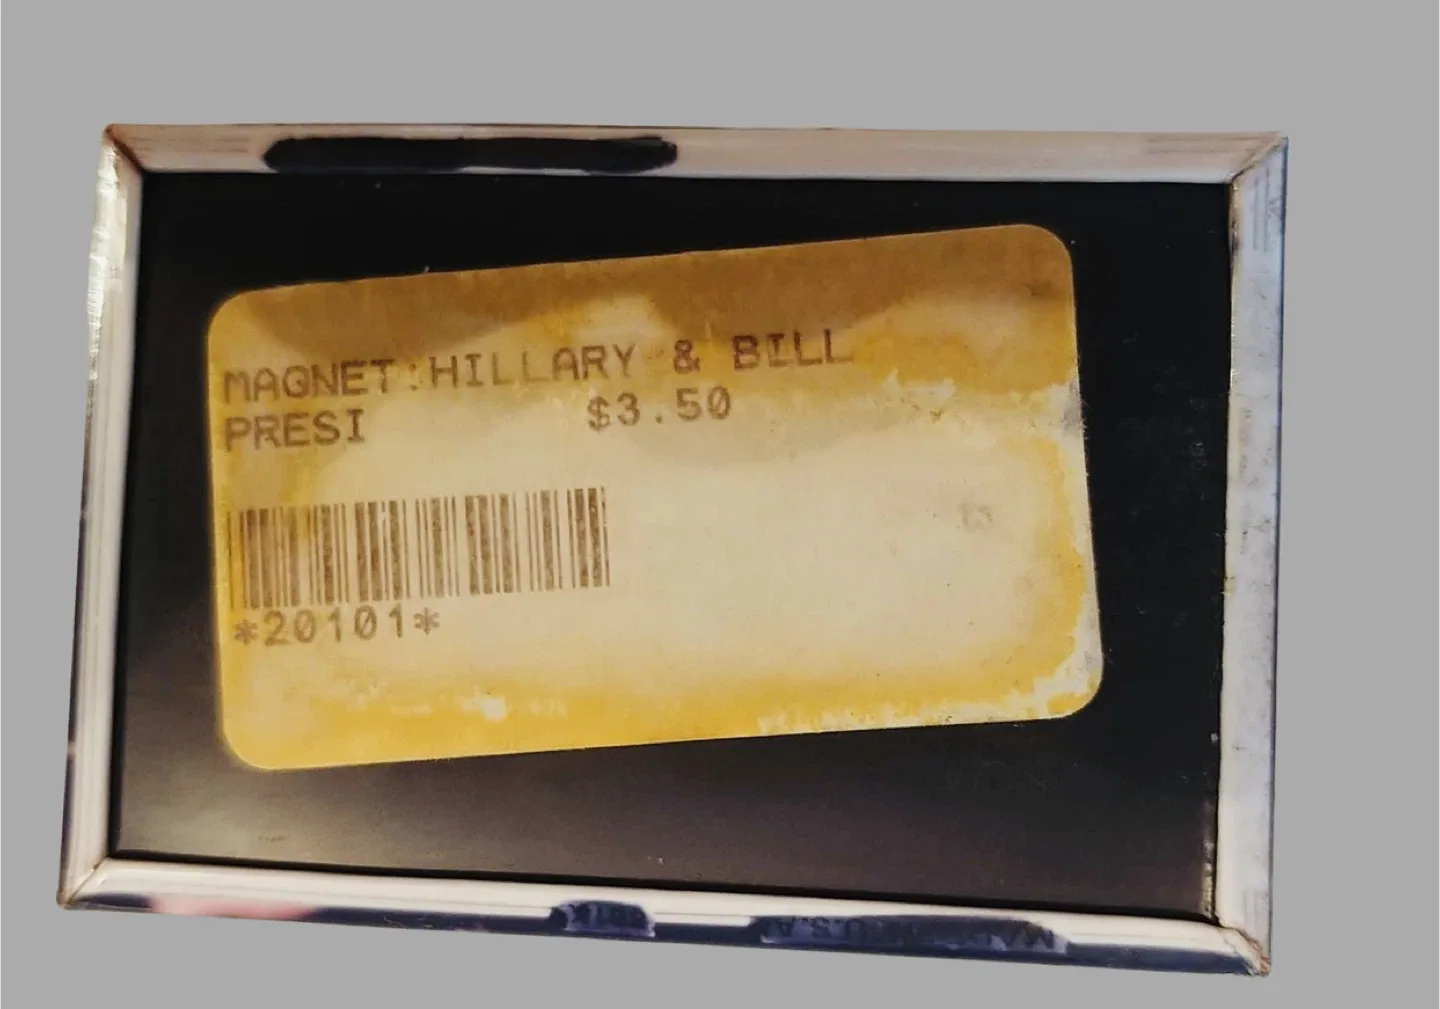 MAGNET:HILLARY & BILL
PRESI $3.50
*20101*
U.S.A